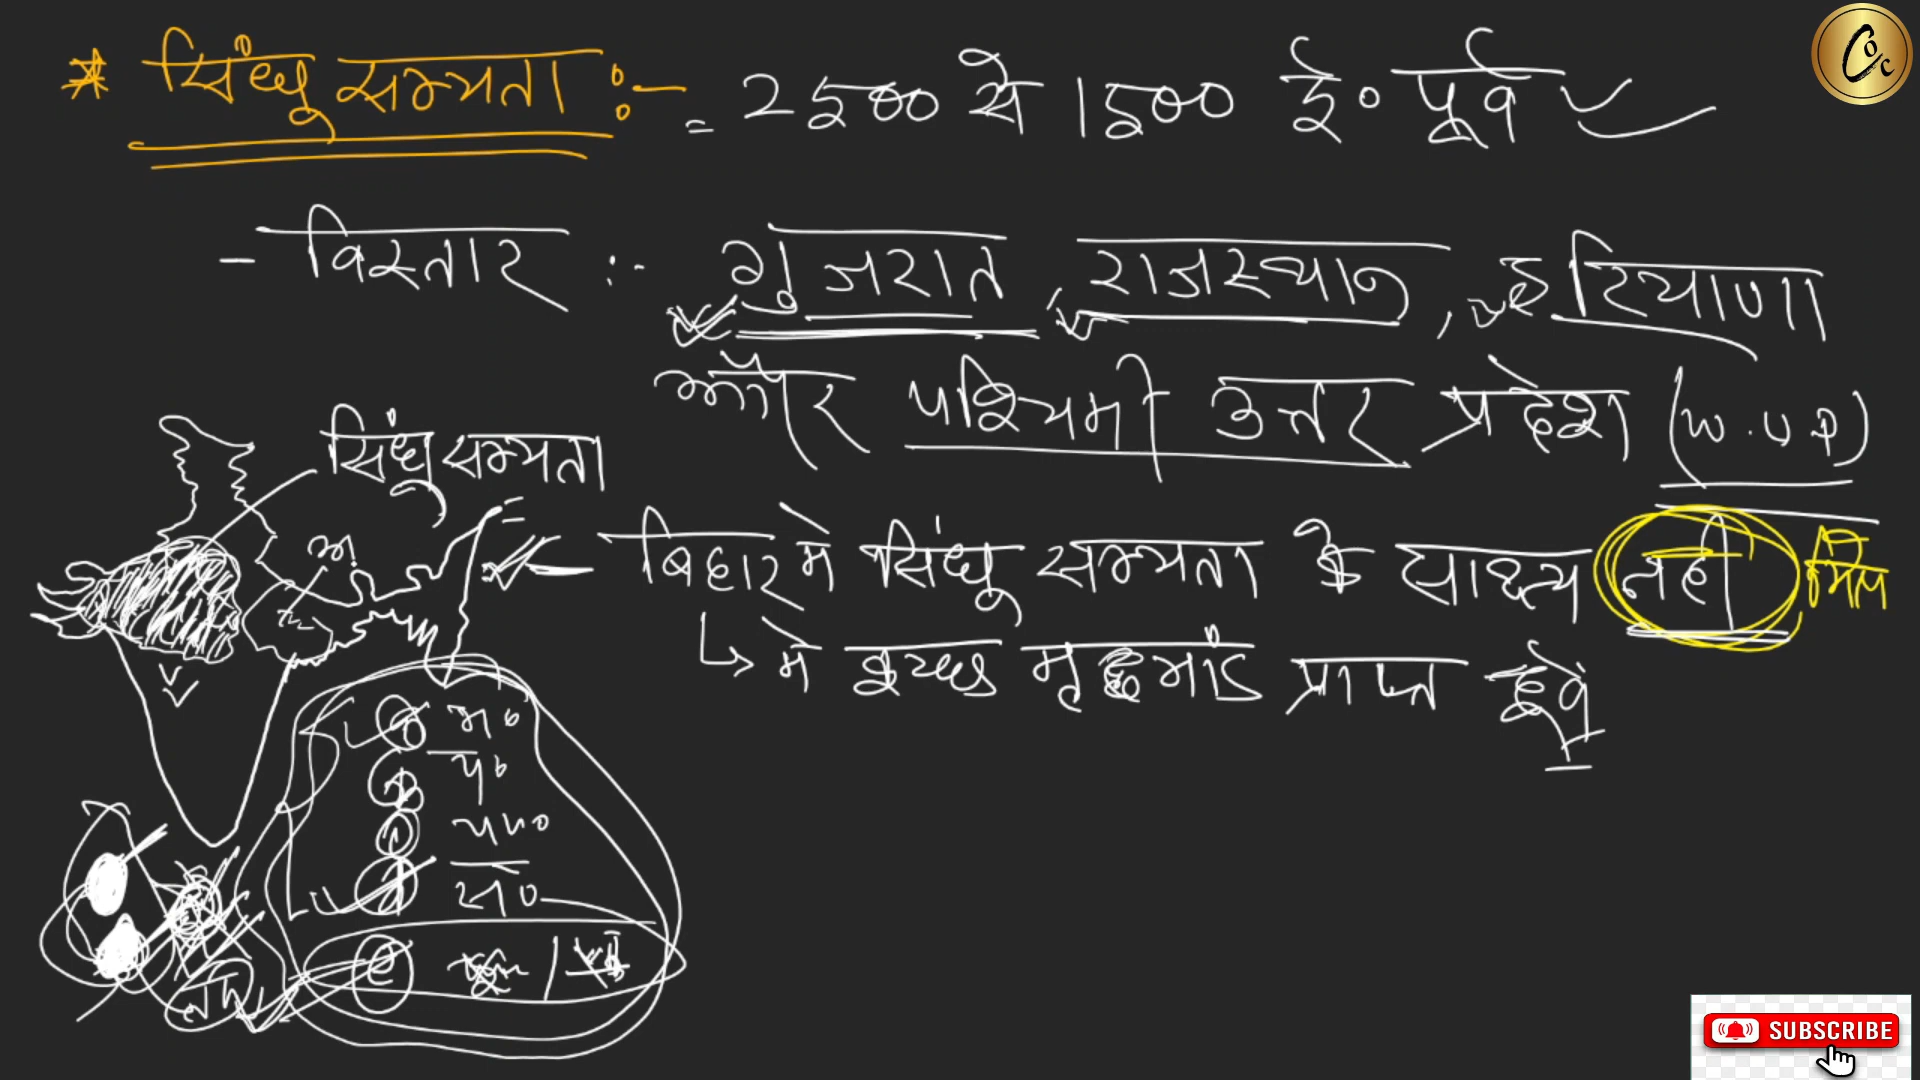 * सिंधु सभ्यता :- = 2500 से 1500 ई० पूर्व
- विस्तार :- गुजरात, राजस्थान, हरियाणा
और पश्चिमी उत्तर प्रदेश (W.U.P)
सिंधु सभ्यता
बिहार मे सिंधु सभ्यता के साक्ष्य नही मिले
↳ मे कुछ मृदभांड प्राप्त हुवे
COC
SUBSCRIBE